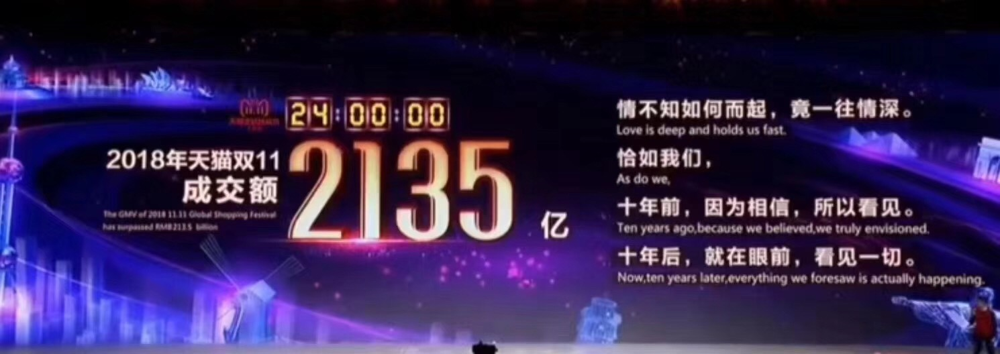 24:00:00
2018年天猫双11
成交额
2135亿
The GMV of 2018 11.11 Global Shopping Festival
has surpassed RMB213.5 billion
情不知如何而起，竟一往情深。
Love is deep and holds us fast.
恰如我们，
As do we,
十年前，因为相信，所以看见。
Ten years ago,because we believed,we truly envisioned.
十年后，就在眼前，看见一切。
Now,ten years later,everything we foresaw is actually happening.